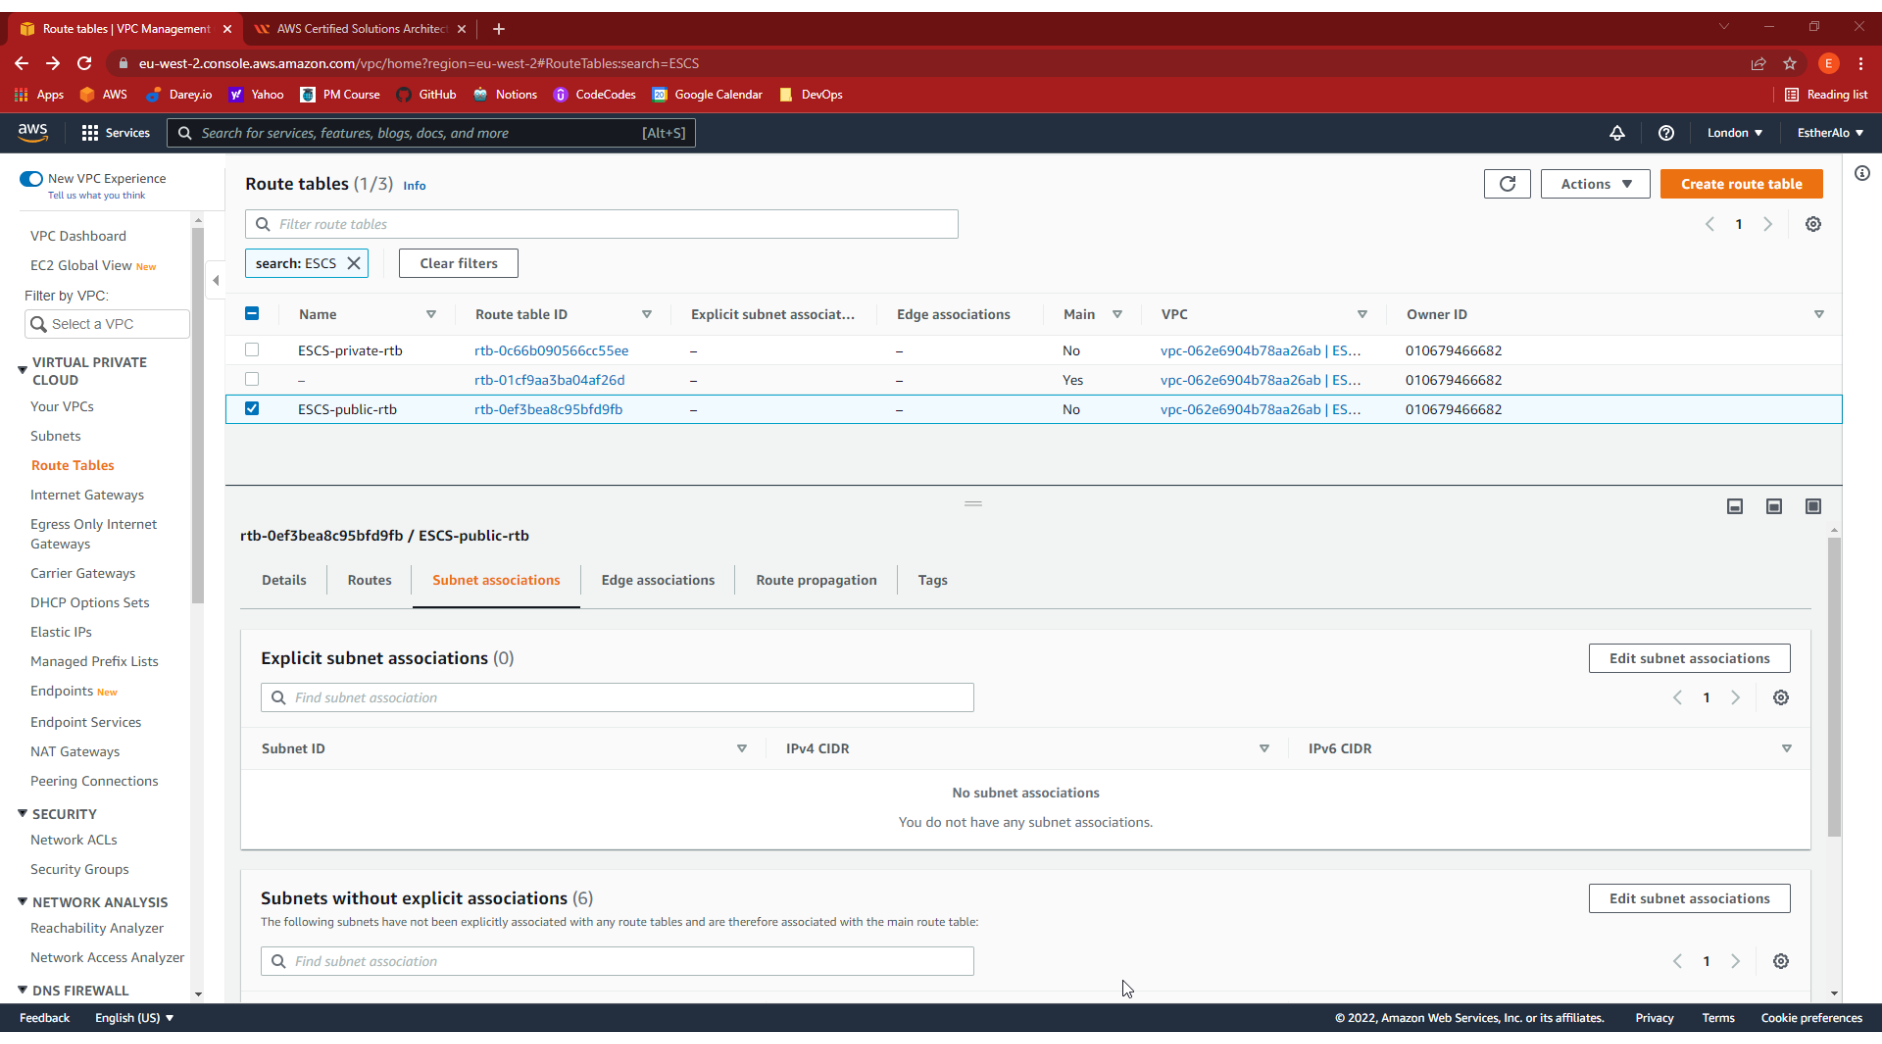 Route tables | VPC Management
AWS Certified Solutions Architec
eu-west-2.console.aws.amazon.com/vpc/home?region=eu-west-2#RouteTables:search=ESCS
E
Apps AWS Darey.io Yahoo PM Course GitHub Notions CodeCodes Google Calendar DevOps Reading list
aws Services Search for services, features, blogs, docs, and more [Alt+S] London EstherAlo
New VPC Experience
Tell us what you think
VPC Dashboard
EC2 Global View New
Filter by VPC:
Select a VPC
VIRTUAL PRIVATE
CLOUD
Your VPCs
Subnets
Route Tables
Internet Gateways
Egress Only Internet
Gateways
Carrier Gateways
DHCP Options Sets
Elastic IPs
Managed Prefix Lists
Endpoints New
Endpoint Services
NAT Gateways
Peering Connections
SECURITY
Network ACLs
Security Groups
NETWORK ANALYSIS
Reachability Analyzer
Network Access Analyzer
DNS FIREWALL
Route tables (1/3) Info
Actions
Create route table
Filter route tables
1
search: ESCS
Clear filters
Name Route table ID Explicit subnet associat... Edge associations Main VPC Owner ID
ESCS-private-rtb rtb-0c66b090566cc55ee – – No vpc-062e6904b78aa26ab | ES... 010679466682
– rtb-01cf9aa3ba04af26d – – Yes vpc-062e6904b78aa26ab | ES... 010679466682
ESCS-public-rtb rtb-0ef3bea8c95bfd9fb – – No vpc-062e6904b78aa26ab | ES... 010679466682
rtb-0ef3bea8c95bfd9fb / ESCS-public-rtb
Details Routes Subnet associations Edge associations Route propagation Tags
Explicit subnet associations (0)
Edit subnet associations
Find subnet association
1
Subnet ID IPv4 CIDR IPv6 CIDR
No subnet associations
You do not have any subnet associations.
Subnets without explicit associations (6)
Edit subnet associations
The following subnets have not been explicitly associated with any route tables and are therefore associated with the main route table:
Find subnet association
1
Feedback English (US) © 2022, Amazon Web Services, Inc. or its affiliates. Privacy Terms Cookie preferences